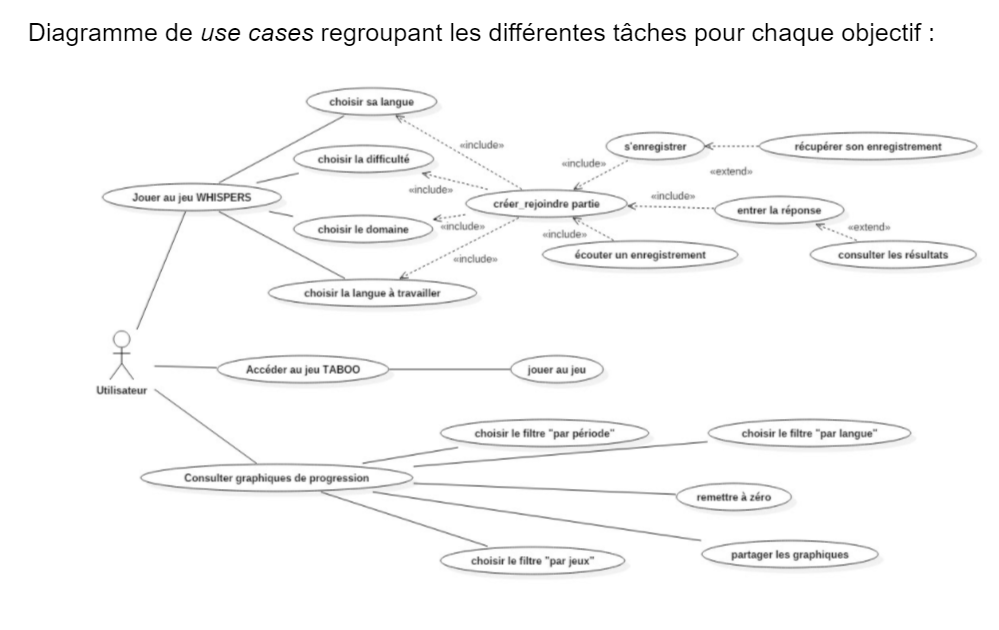 Diagramme de use cases regroupant les différentes tâches pour chaque objectif :
choisir sa langue
«include»
s'enregistrer
récupérer son enregistrement
choisir la difficulté
«include»
«extend»
«include»
Jouer au jeu WHISPERS
créer_rejoindre partie
«include»
entrer la réponse
choisir le domaine
«include»
«include»
«extend»
écouter un enregistrement
consulter les résultats
«include»
choisir la langue à travailler
Utilisateur
Accéder au jeu TABOO
jouer au jeu
choisir le filtre "par période"
choisir le filtre "par langue"
Consulter graphiques de progression
remettre à zéro
partager les graphiques
choisir le filtre "par jeux"